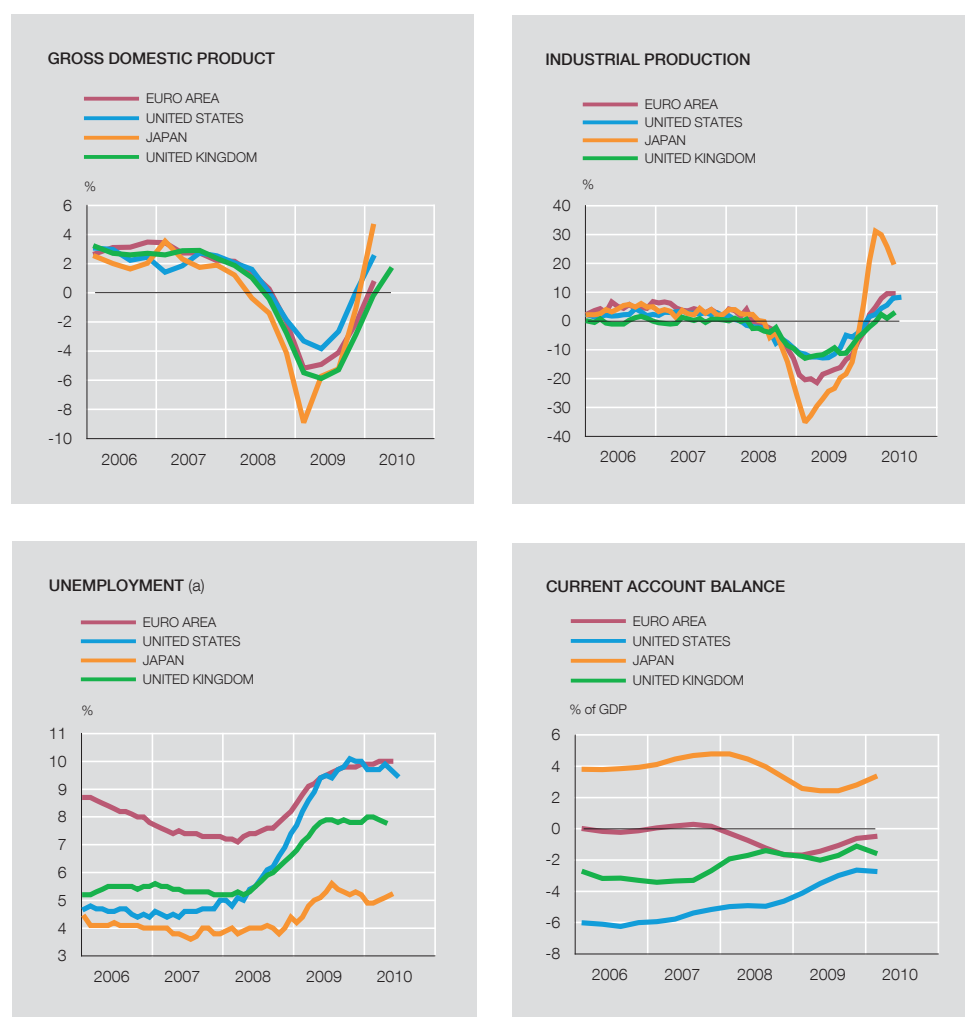 GROSS DOMESTIC PRODUCT
EURO AREA
UNITED STATES
JAPAN
UNITED KINGDOM
%
6
4
2
0
-2
-4
-6
-8
-10
2006 2007 2008 2009 2010
INDUSTRIAL PRODUCTION
EURO AREA
UNITED STATES
JAPAN
UNITED KINGDOM
%
40
30
20
10
0
-10
-20
-30
-40
2006 2007 2008 2009 2010
UNEMPLOYMENT (a)
EURO AREA
UNITED STATES
JAPAN
UNITED KINGDOM
%
11
10
9
8
7
6
5
4
3
2006 2007 2008 2009 2010
CURRENT ACCOUNT BALANCE
EURO AREA
UNITED STATES
JAPAN
UNITED KINGDOM
% of GDP
6
4
2
0
-2
-4
-6
-8
2006 2007 2008 2009 2010